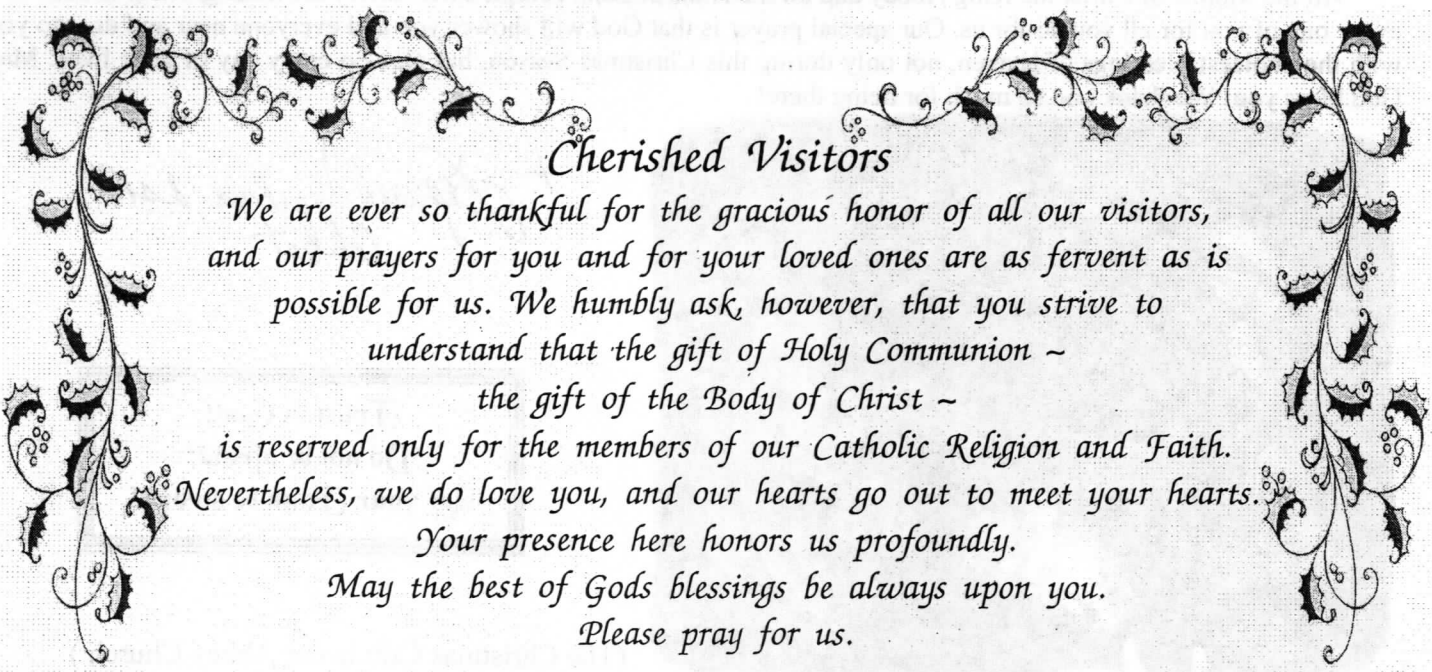 Cherished Visitors
We are ever so thankful for the gracious honor of all our visitors,
and our prayers for you and for your loved ones are as fervent as is
possible for us. We humbly ask, however, that you strive to
understand that the gift of Holy Communion ~
the gift of the Body of Christ ~
is reserved only for the members of our Catholic Religion and Faith.
Nevertheless, we do love you, and our hearts go out to meet your hearts.
Your presence here honors us profoundly.
May the best of Gods blessings be always upon you.
Please pray for us.